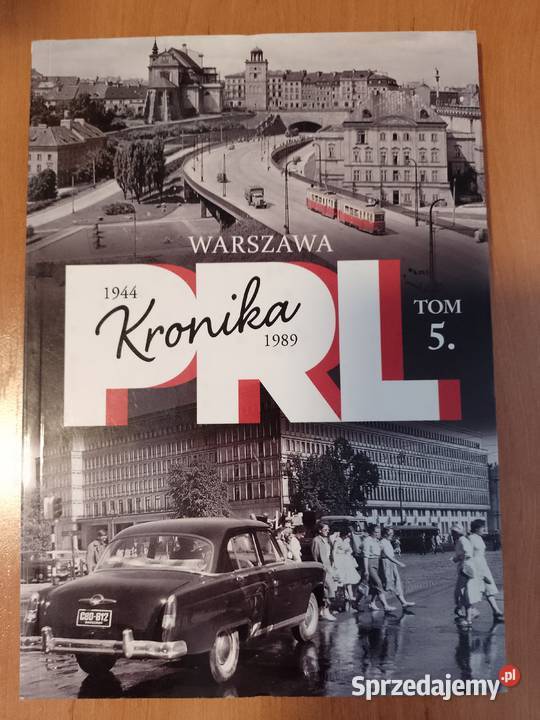 WARSZAWA
PRL
1944
Kronika
1989
TOM
5.
Sprzedajemy.pl